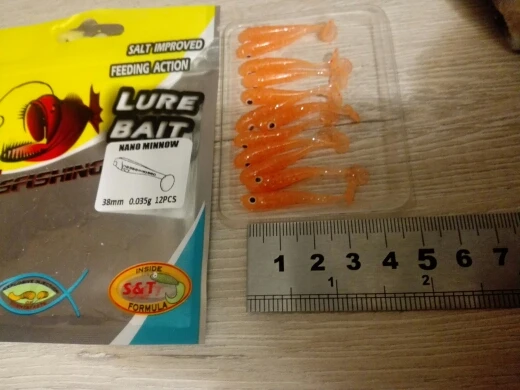 SALT IMPROVED
FEEDING ACTION
LURE
BAIT
NANO MINNOW
FISHING
38mm 0.035g 12PCS
INSIDE
S&T
FORMULA
1 2 3 4 5 6 7
1 2